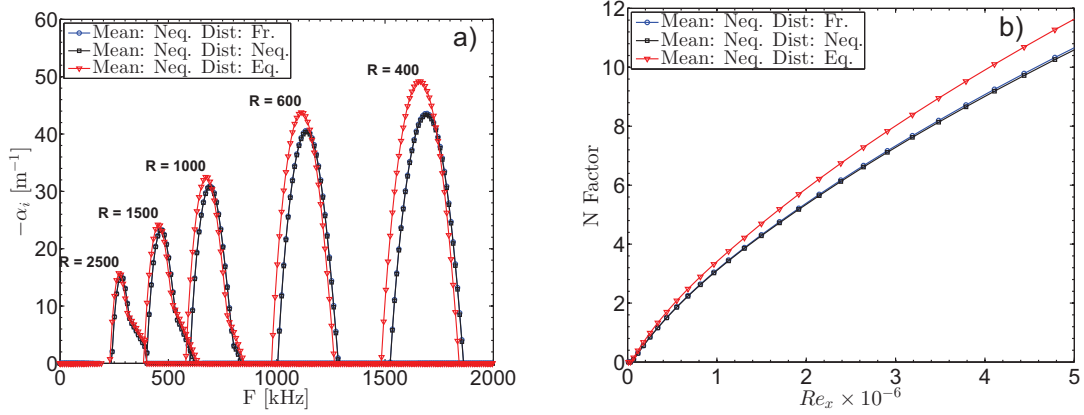 a)
Mean: Neq. Dist: Fr.
Mean: Neq. Dist: Neq.
Mean: Neq. Dist: Eq.
R = 400
R = 600
R = 1000
R = 1500
R = 2500
60
50
40
30
20
10
0
−α_i [m⁻¹]
0 500 1000 1500 2000
F [kHz]
b)
Mean: Neq. Dist: Fr.
Mean: Neq. Dist: Neq.
Mean: Neq. Dist: Eq.
12
10
8
6
4
2
0
N Factor
0 1 2 3 4 5
Re_x × 10⁻⁶